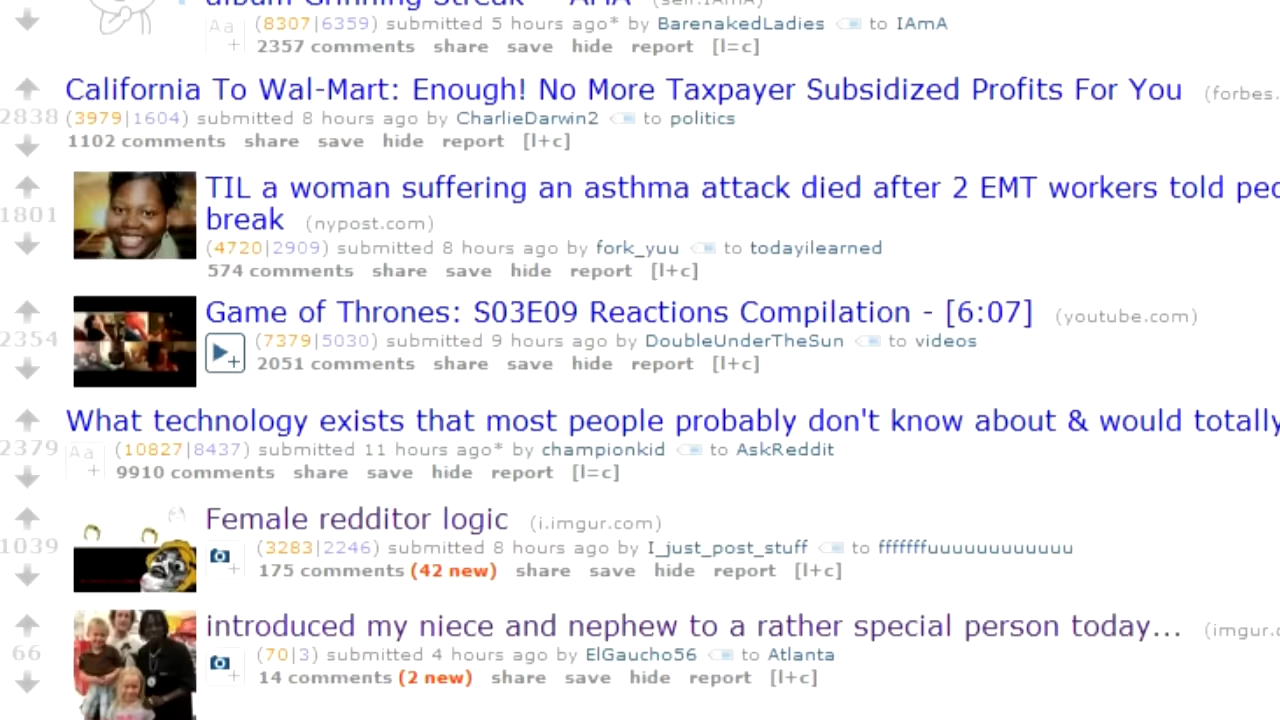 album Grinning Streak - AMA (self.IAmA)
Aa (8307|6359) submitted 5 hours ago* by BarenakedLadies to IAmA
+ 2357 comments share save hide report [l=c]
California To Wal-Mart: Enough! No More Taxpayer Subsidized Profits For You (forbes.
2838 (3979|1604) submitted 8 hours ago by CharlieDarwin2 to politics
1102 comments share save hide report [l+c]
TIL a woman suffering an asthma attack died after 2 EMT workers told peo
1801 break (nypost.com)
(4720|2909) submitted 8 hours ago by fork_yuu to todayilearned
574 comments share save hide report [l+c]
Game of Thrones: S03E09 Reactions Compilation - [6:07] (youtube.com)
2354 (7379|5030) submitted 9 hours ago by DoubleUnderTheSun to videos
+ 2051 comments share save hide report [l+c]
What technology exists that most people probably don't know about & would totally
2379 Aa (10827|8437) submitted 11 hours ago* by championkid to AskReddit
+ 9910 comments share save hide report [l=c]
Female redditor logic (i.imgur.com)
1039 (3283|2246) submitted 8 hours ago by I_just_post_stuff to fffffffuuuuuuuuuuuu
+ 175 comments (42 new) share save hide report [l+c]
introduced my niece and nephew to a rather special person today... (imgur.c
66 (70|3) submitted 4 hours ago by ElGaucho56 to Atlanta
+ 14 comments (2 new) share save hide report [l+c]